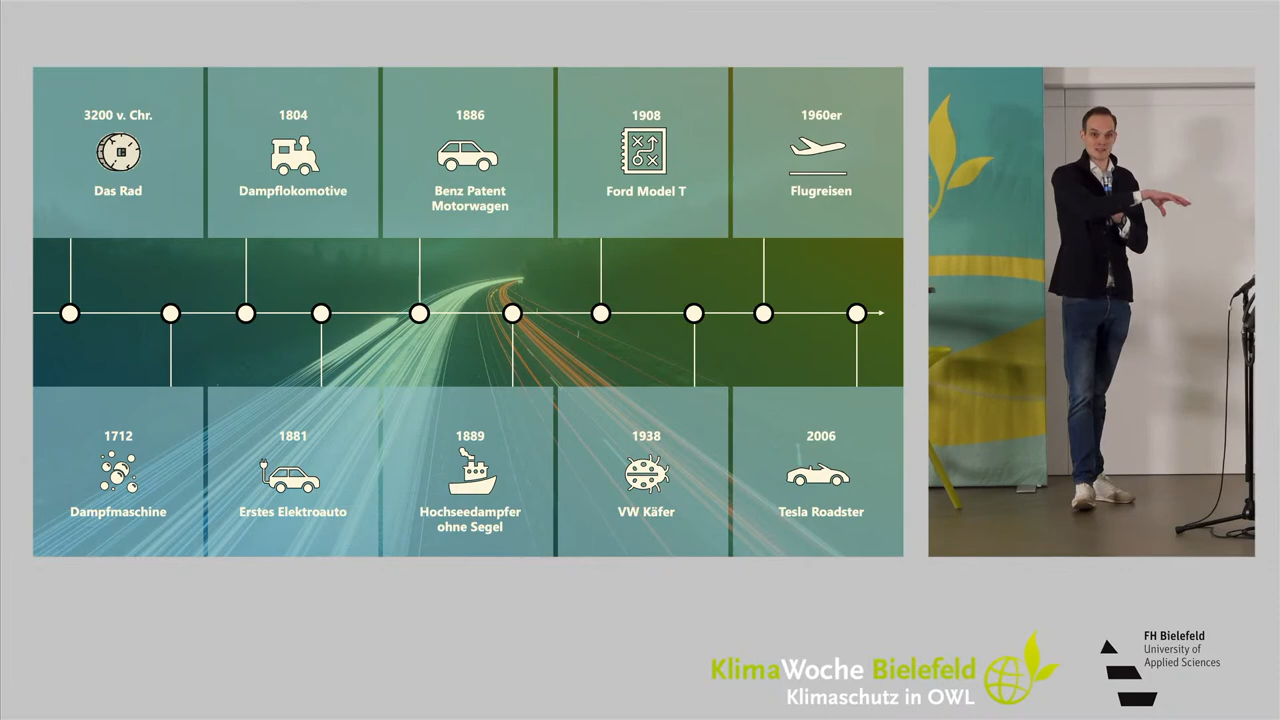 3200 v. Chr.
Das Rad
1804
Dampflokomotive
1886
Benz Patent
Motorwagen
1908
Ford Model T
1960er
Flugreisen
1712
Dampfmaschine
1881
Erstes Elektroauto
1889
Hochseedampfer
ohne Segel
1938
VW Käfer
2006
Tesla Roadster
KlimaWoche Bielefeld
Klimaschutz in OWL
FH Bielefeld
University of
Applied Sciences